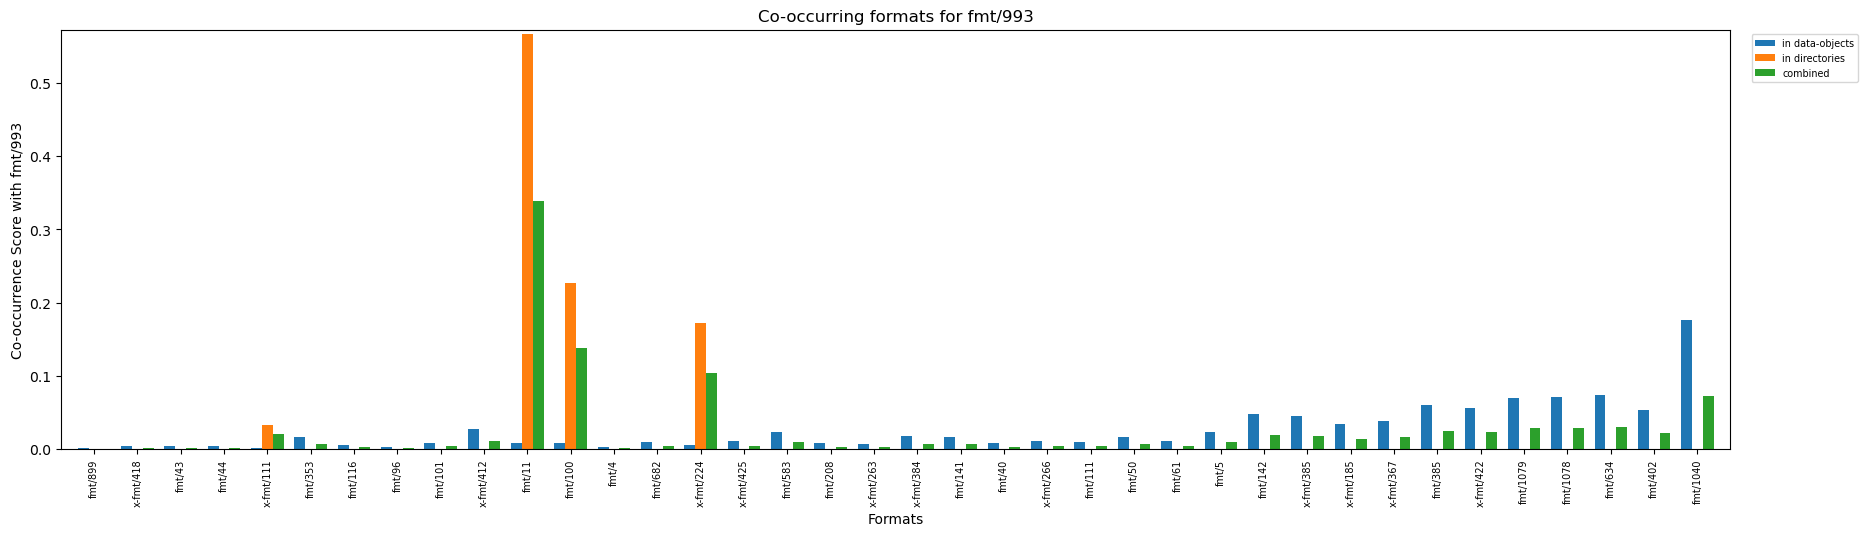 Co-occurring formats for fmt/993
in data-objects
in directories
combined
Co-occurrence Score with fmt/993
0.5
0.4
0.3
0.2
0.1
0.0
fmt/899
x-fmt/418
fmt/43
fmt/44
x-fmt/111
fmt/353
fmt/116
fmt/96
fmt/101
x-fmt/412
fmt/11
fmt/100
fmt/4
fmt/682
x-fmt/224
x-fmt/425
fmt/583
fmt/208
x-fmt/263
x-fmt/384
fmt/141
fmt/40
x-fmt/266
fmt/111
fmt/50
fmt/61
fmt/5
fmt/142
x-fmt/385
x-fmt/185
x-fmt/367
fmt/385
x-fmt/422
fmt/1079
fmt/1078
fmt/634
fmt/402
fmt/1040
Formats